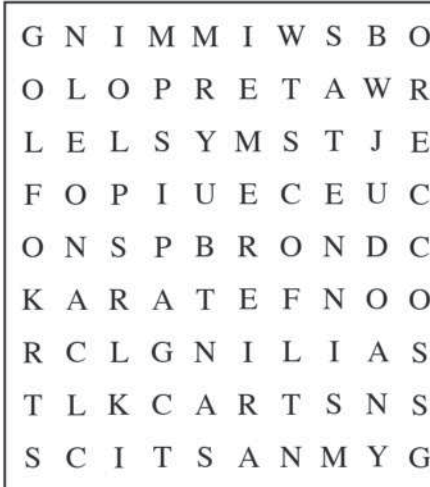 G N I M M I W S B O
O L O P R E T A W R
L E L S Y M S T J E
F O P I U E C E U C
O N S P B R O N D C
K A R A T E F N O O
R C L G N I L I A S
T L K C A R T S N S
S C I T S A N M Y G